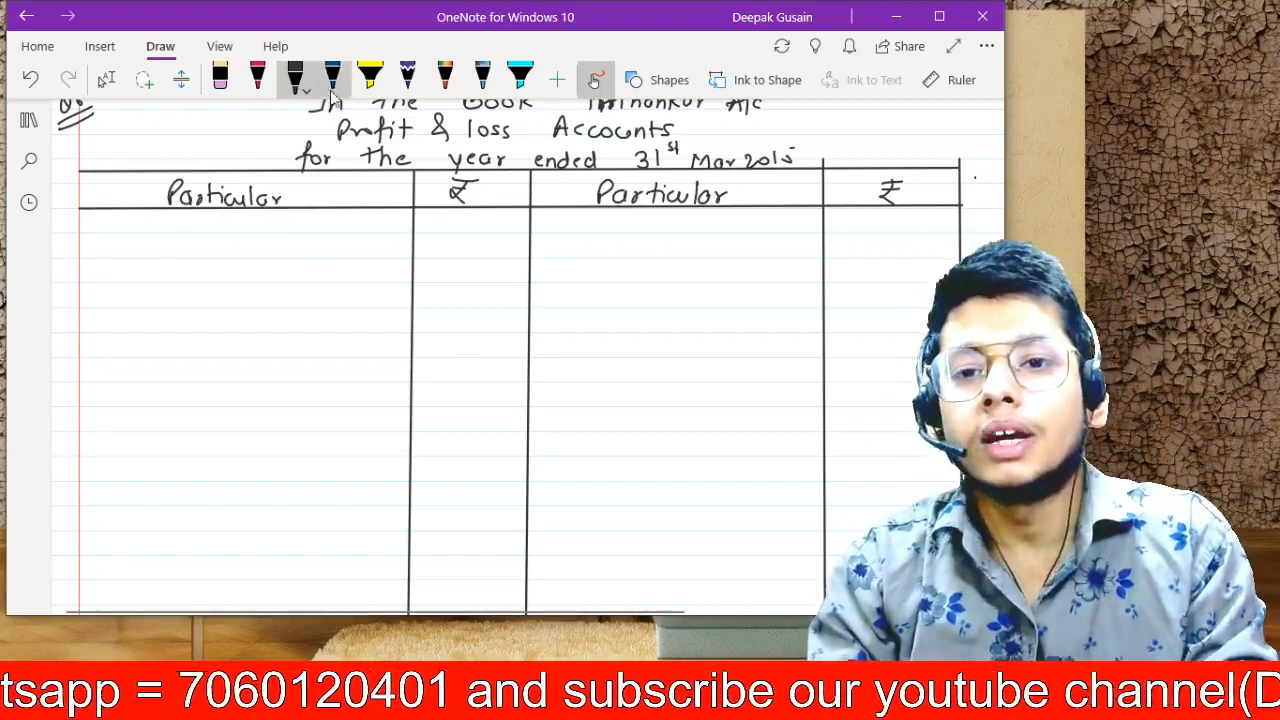 OneNote for Windows 10
Deepak Gusain
Home
Insert
Draw
View
Help
Share
Shapes
Ink to Shape
Ink to Text
Ruler
the Book
A/c
Profit & loss Accounts
for the year ended 31st Mar 2015
Particular
₹
Particular
₹
tsapp = 7060120401 and subscribe our youtube channel(D